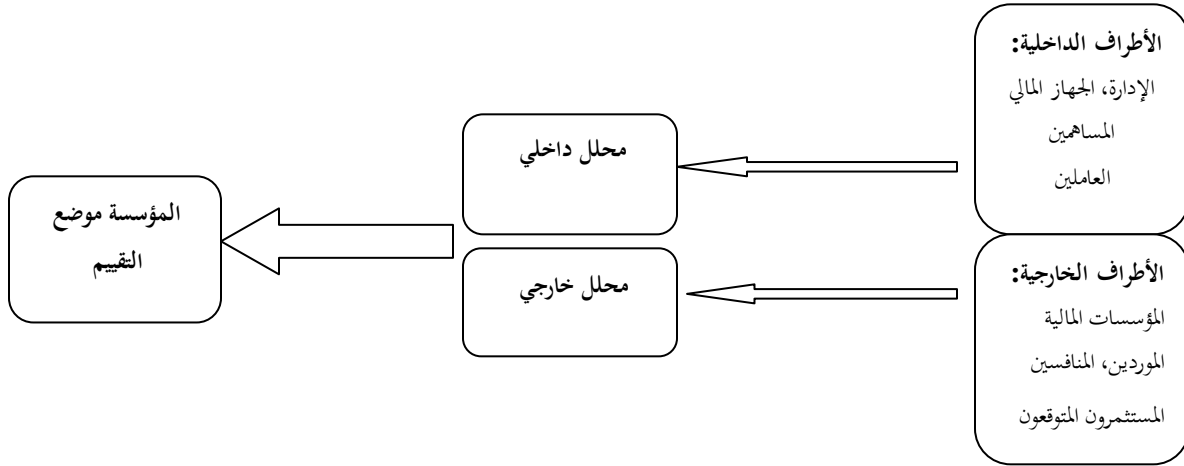 الأطراف الداخلية:
الإدارة، الجهاز المالي
المساهمين
العاملين
محلل داخلي
المؤسسة موضع
التقييم
الأطراف الخارجية:
المؤسسات المالية
الموردين، المنافسين
المستثمرون المتوقعون
محلل خارجي